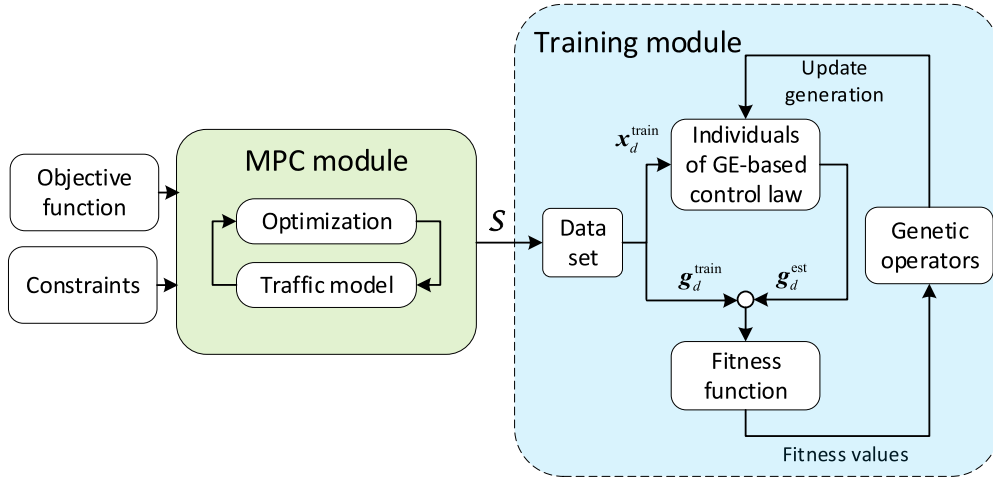 Training module
Update
generation
x_d^train
Individuals
of GE-based
control law
MPC module
Objective
function
Optimization
S
Data
set
Genetic
operators
Constraints
Traffic model
g_d^train
g_d^est
Fitness
function
Fitness values